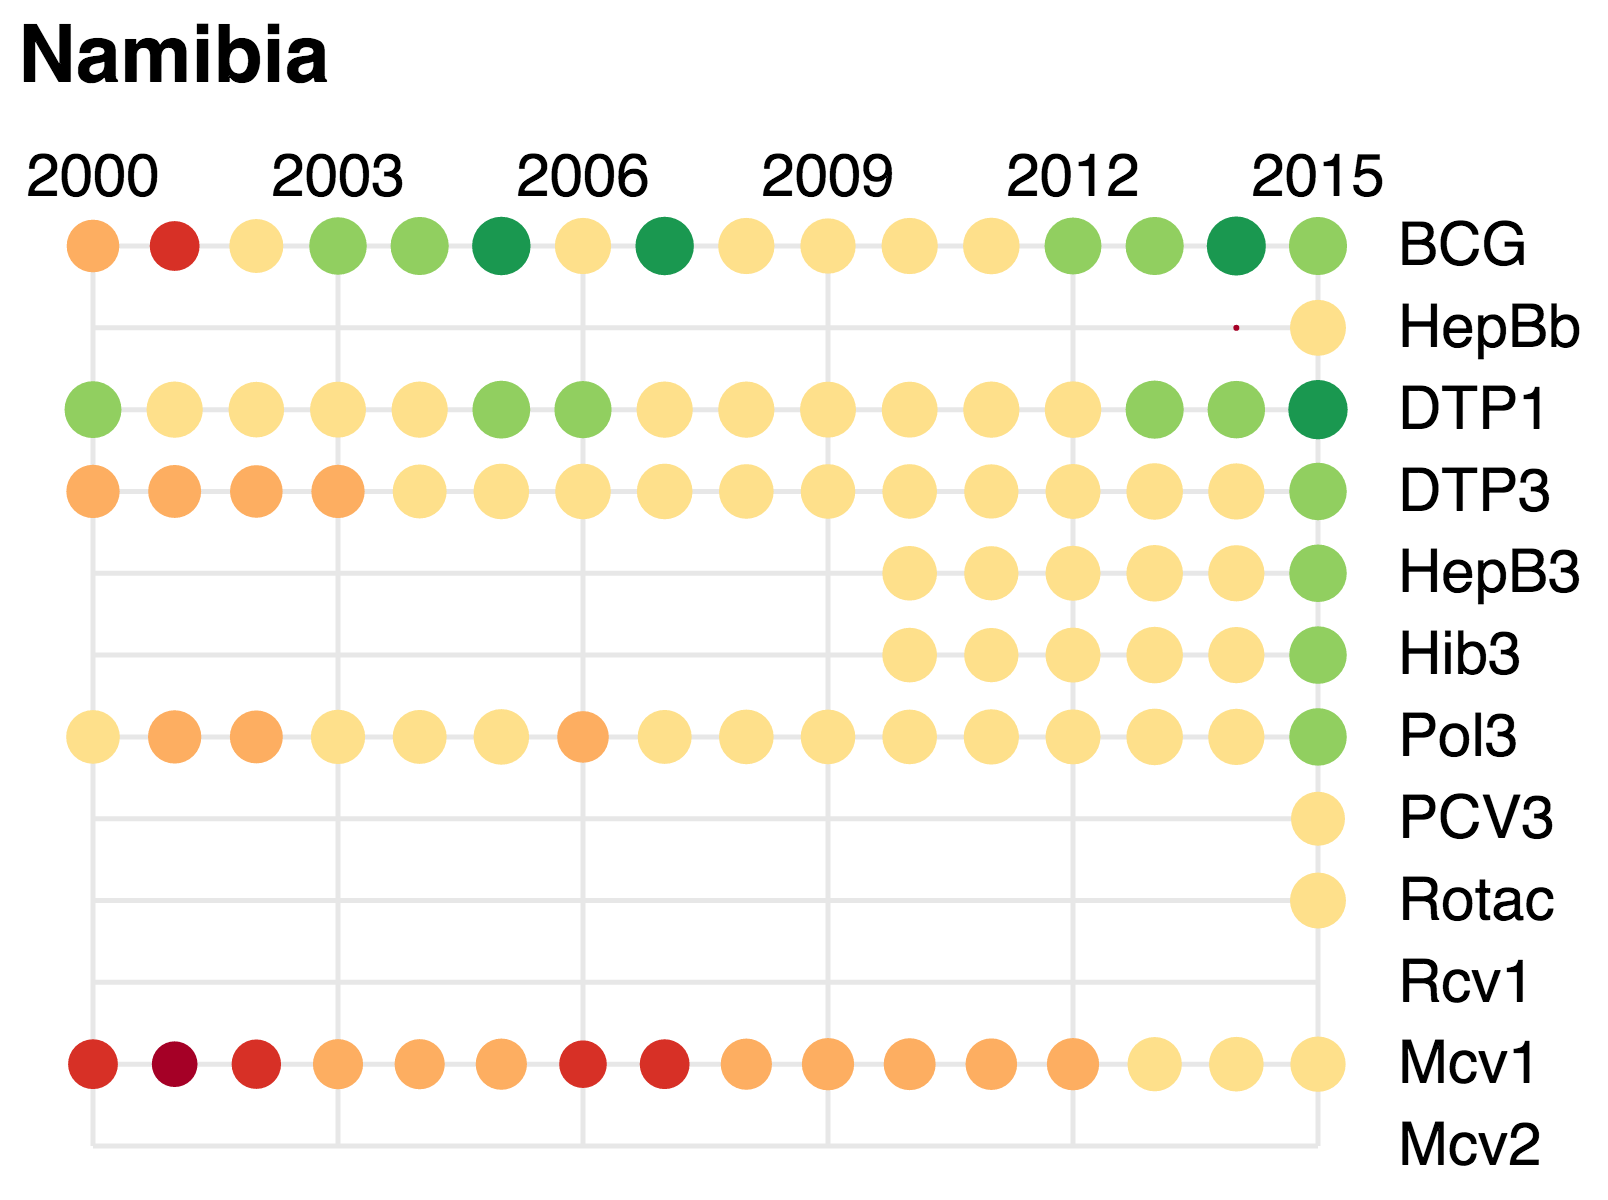 Namibia
2000 2003 2006 2009 2012 2015
BCG
HepBb
DTP1
DTP3
HepB3
Hib3
Pol3
PCV3
Rotac
Rcv1
Mcv1
Mcv2